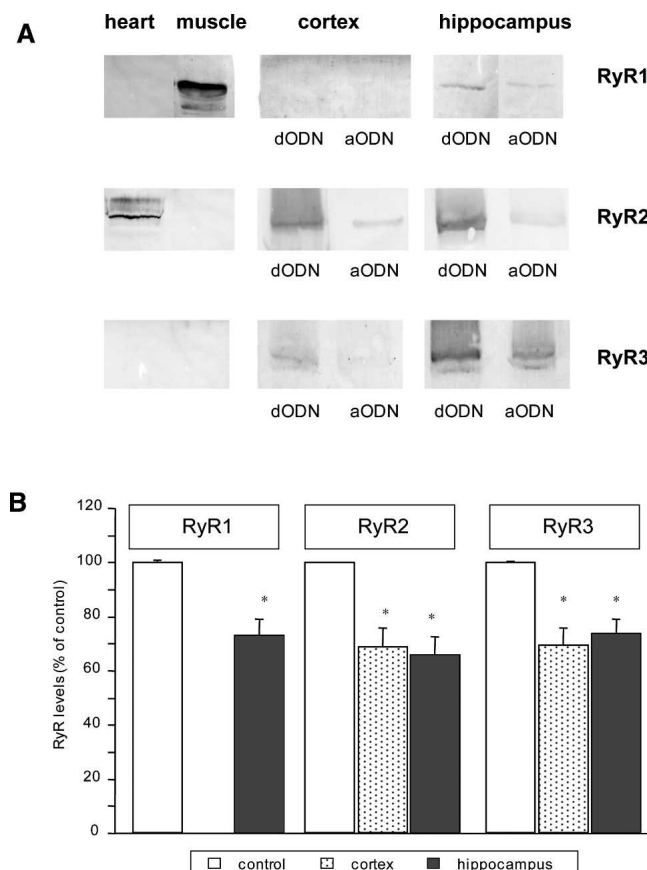 A
heart muscle cortex hippocampus
RyR1
dODN aODN dODN aODN
RyR2
dODN aODN dODN aODN
RyR3
dODN aODN dODN aODN
B
RyR levels (% of control)
120
100
80
60
40
20
0
RyR1 RyR2 RyR3
* * * * *
control cortex hippocampus